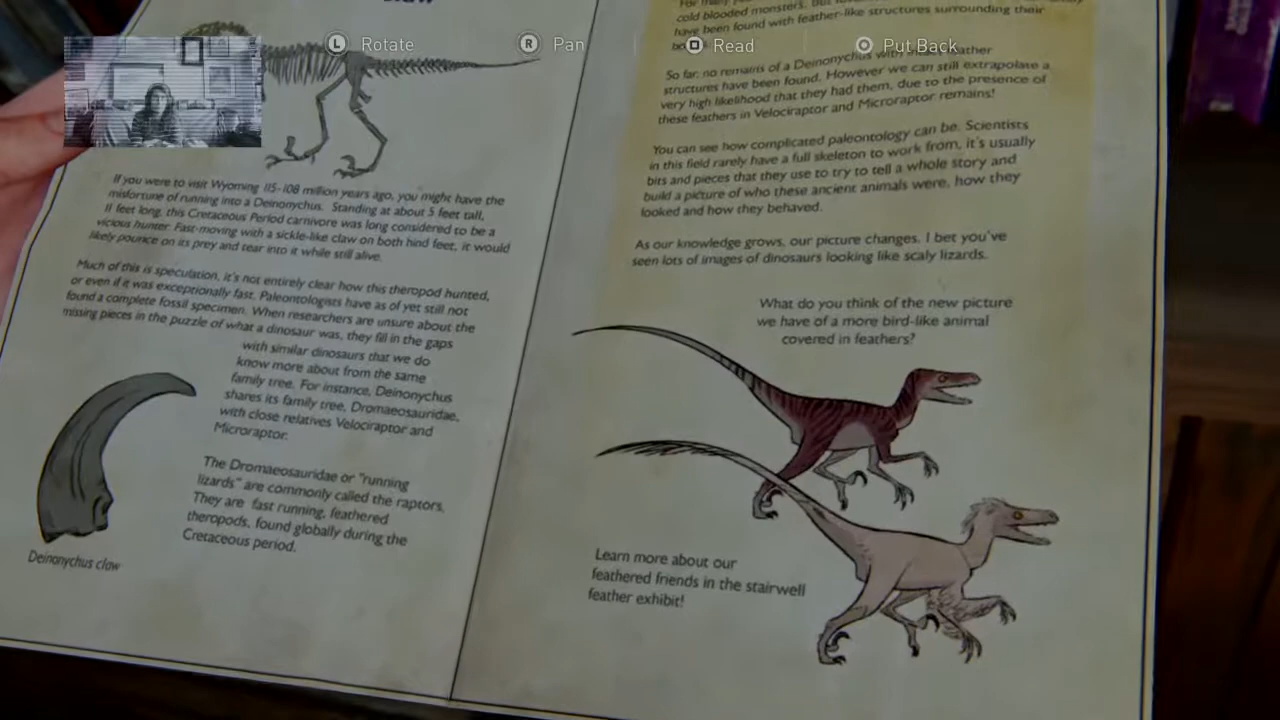 claw
Rotate
Pan
Read
Put Back
If you were to visit Wyoming 115-108 million years ago, you might have the
misfortune of running into a Deinonychus. Standing at about 5 feet tall,
11 feet long, this Cretaceous Period carnivore was long considered to be a
vicious hunter. Fast-moving with a sickle-like claw on both hind feet, it would
likely pounce on its prey and tear into it while still alive.
Much of this is speculation. It's not entirely clear how this theropod hunted,
or even if it was exceptionally fast. Paleontologists have as of yet still not
found a complete fossil specimen. When researchers are unsure about the
missing pieces in the puzzle of what a dinosaur was, they fill in the gaps
with similar dinosaurs that we do
know more about from the same
family tree. For instance, Deinonychus
shares its family tree, Dromaeosauridae,
with close relatives Velociraptor and
Microraptor.
The Dromaeosauridae or "running
lizards" are commonly called the raptors.
They are fast running, feathered
theropods, found globally during the
Cretaceous period.
Deinonychus claw
For many
cold blooded monsters. But
have been found with feather-like structures surrounding their
So far, no remains of a Deinonychus with feather
structures have been found. However we can still extrapolate a
very high likelihood that they had them, due to the presence of
these feathers in Velociraptor and Microraptor remains!
You can see how complicated paleontology can be. Scientists
in this field rarely have a full skeleton to work from, it's usually
bits and pieces that they use to try to tell a whole story and
build a picture of who these ancient animals were, how they
looked and how they behaved.
As our knowledge grows, our picture changes. I bet you've
seen lots of images of dinosaurs looking like scaly lizards.
What do you think of the new picture
we have of a more bird-like animal
covered in feathers?
Learn more about our
feathered friends in the stairwell
feather exhibit!